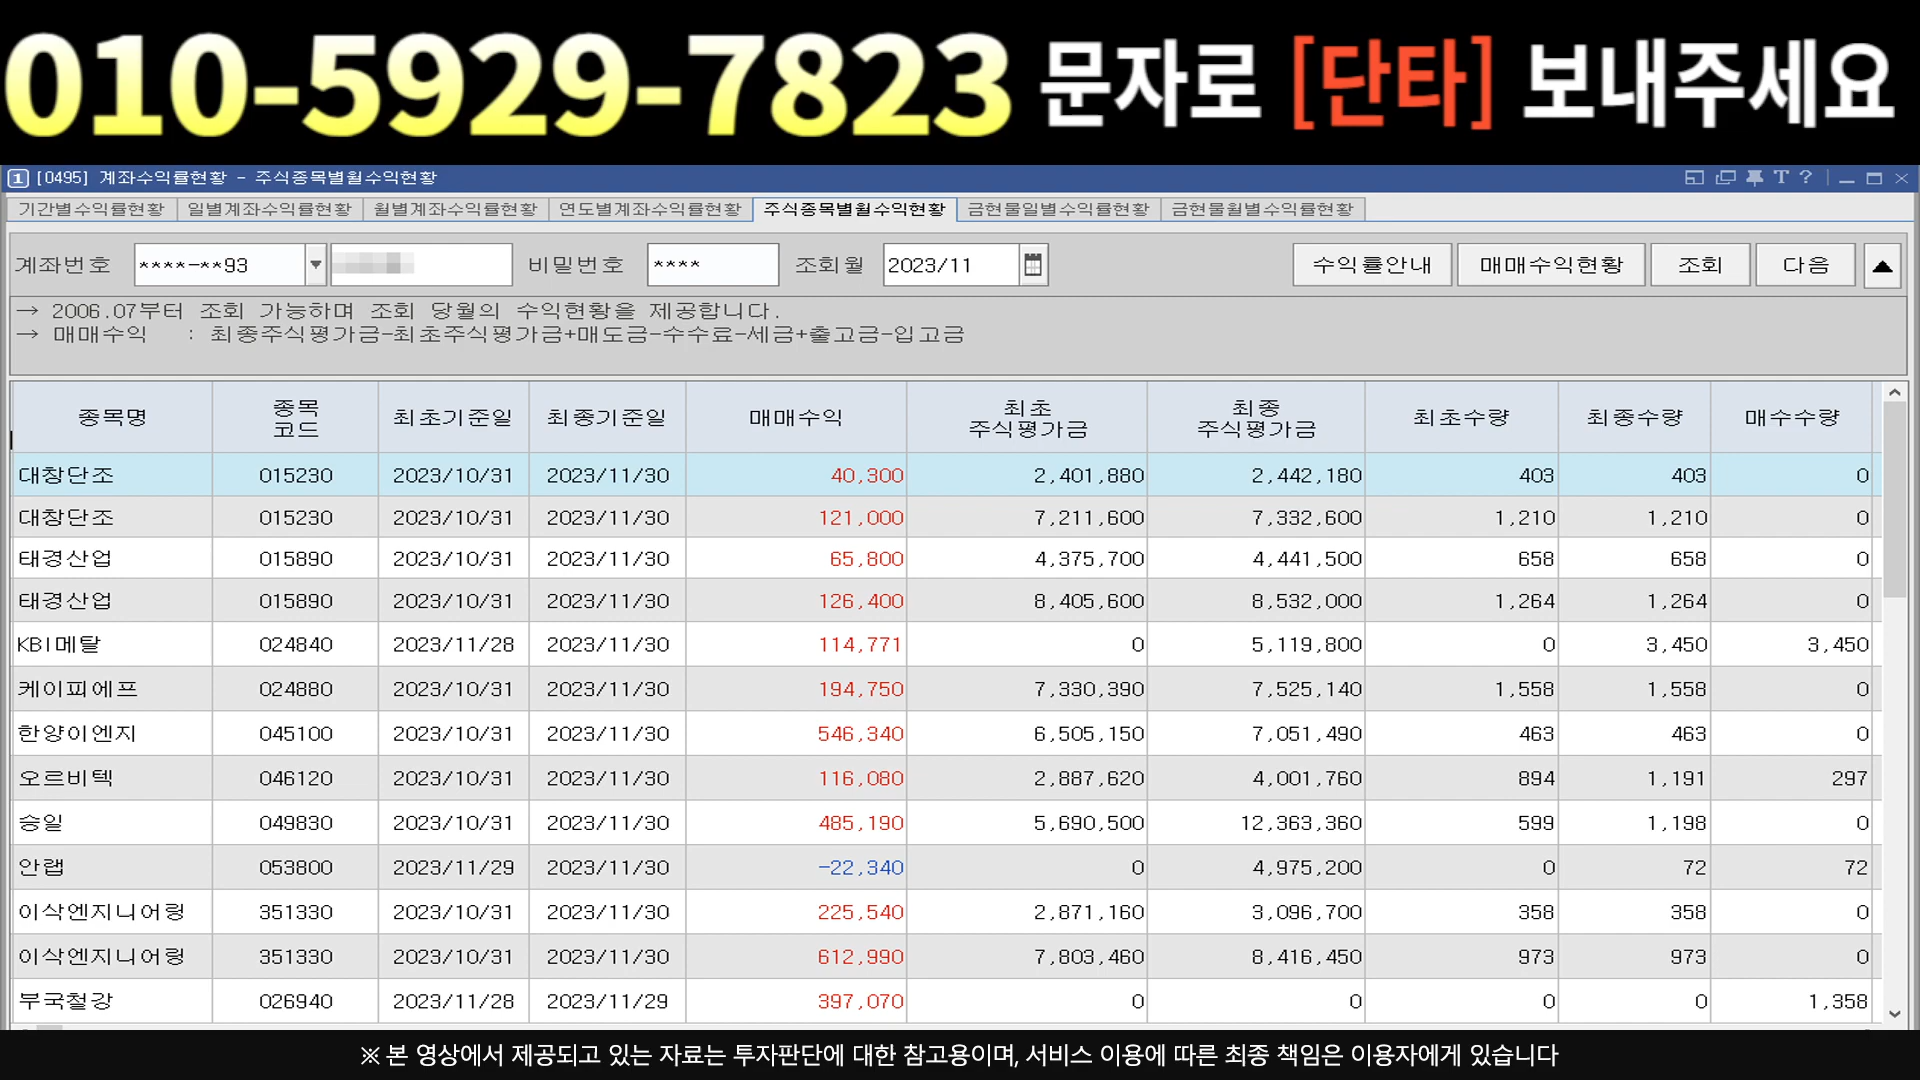 010-5929-7823 문자로 [단타] 보내주세요
1 [0495] 계좌수익률현황 - 주식종목별월수익현황
기간별수익률현황 일별계좌수익률현황 월별계좌수익률현황 연도별계좌수익률현황 주식종목별월수익현황 금현물일별수익률현황 금현물월별수익률현황
계좌번호 ****-**93 비밀번호 **** 조회월 2023/11 수익률안내 매매수익현황 조회 다음
→ 2006.07부터 조회 가능하며 조회 당월의 수익현황을 제공합니다.
→ 매매수익 : 최종주식평가금-최초주식평가금+매도금-수수료-세금+출고금-입고금
종목명 종목코드 최초기준일 최종기준일 매매수익 최초주식평가금 최종주식평가금 최초수량 최종수량 매수수량
대창단조 015230 2023/10/31 2023/11/30 40,300 2,401,880 2,442,180 403 403 0
대창단조 015230 2023/10/31 2023/11/30 121,000 7,211,600 7,332,600 1,210 1,210 0
태경산업 015890 2023/10/31 2023/11/30 65,800 4,375,700 4,441,500 658 658 0
태경산업 015890 2023/10/31 2023/11/30 126,400 8,405,600 8,532,000 1,264 1,264 0
KBI메탈 024840 2023/11/28 2023/11/30 114,771 0 5,119,800 0 3,450 3,450
케이피에프 024880 2023/10/31 2023/11/30 194,750 7,330,390 7,525,140 1,558 1,558 0
한양이엔지 045100 2023/10/31 2023/11/30 546,340 6,505,150 7,051,490 463 463 0
오르비텍 046120 2023/10/31 2023/11/30 116,080 2,887,620 4,001,760 894 1,191 297
승일 049830 2023/10/31 2023/11/30 485,190 5,690,500 12,363,360 599 1,198 0
안랩 053800 2023/11/29 2023/11/30 -22,340 0 4,975,200 0 72 72
이삭엔지니어링 351330 2023/10/31 2023/11/30 225,540 2,871,160 3,096,700 358 358 0
이삭엔지니어링 351330 2023/10/31 2023/11/30 612,990 7,803,460 8,416,450 973 973 0
부국철강 026940 2023/11/28 2023/11/29 397,070 0 0 0 0 1,358
※ 본 영상에서 제공되고 있는 자료는 투자판단에 대한 참고용이며, 서비스 이용에 따른 최종 책임은 이용자에게 있습니다